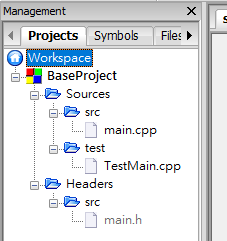 Management
Projects Symbols Files
Workspace
BaseProject
Sources
src
main.cpp
test
TestMain.cpp
Headers
src
main.h